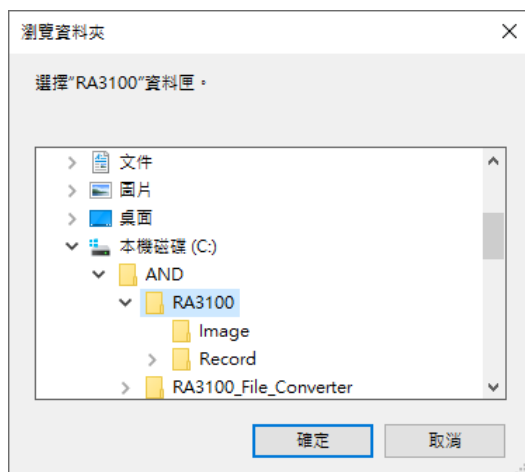 瀏覽資料夾
選擇"RA3100"資料匣。
文件
圖片
桌面
本機磁碟 (C:)
AND
RA3100
Image
Record
RA3100_File_Converter
確定
取消